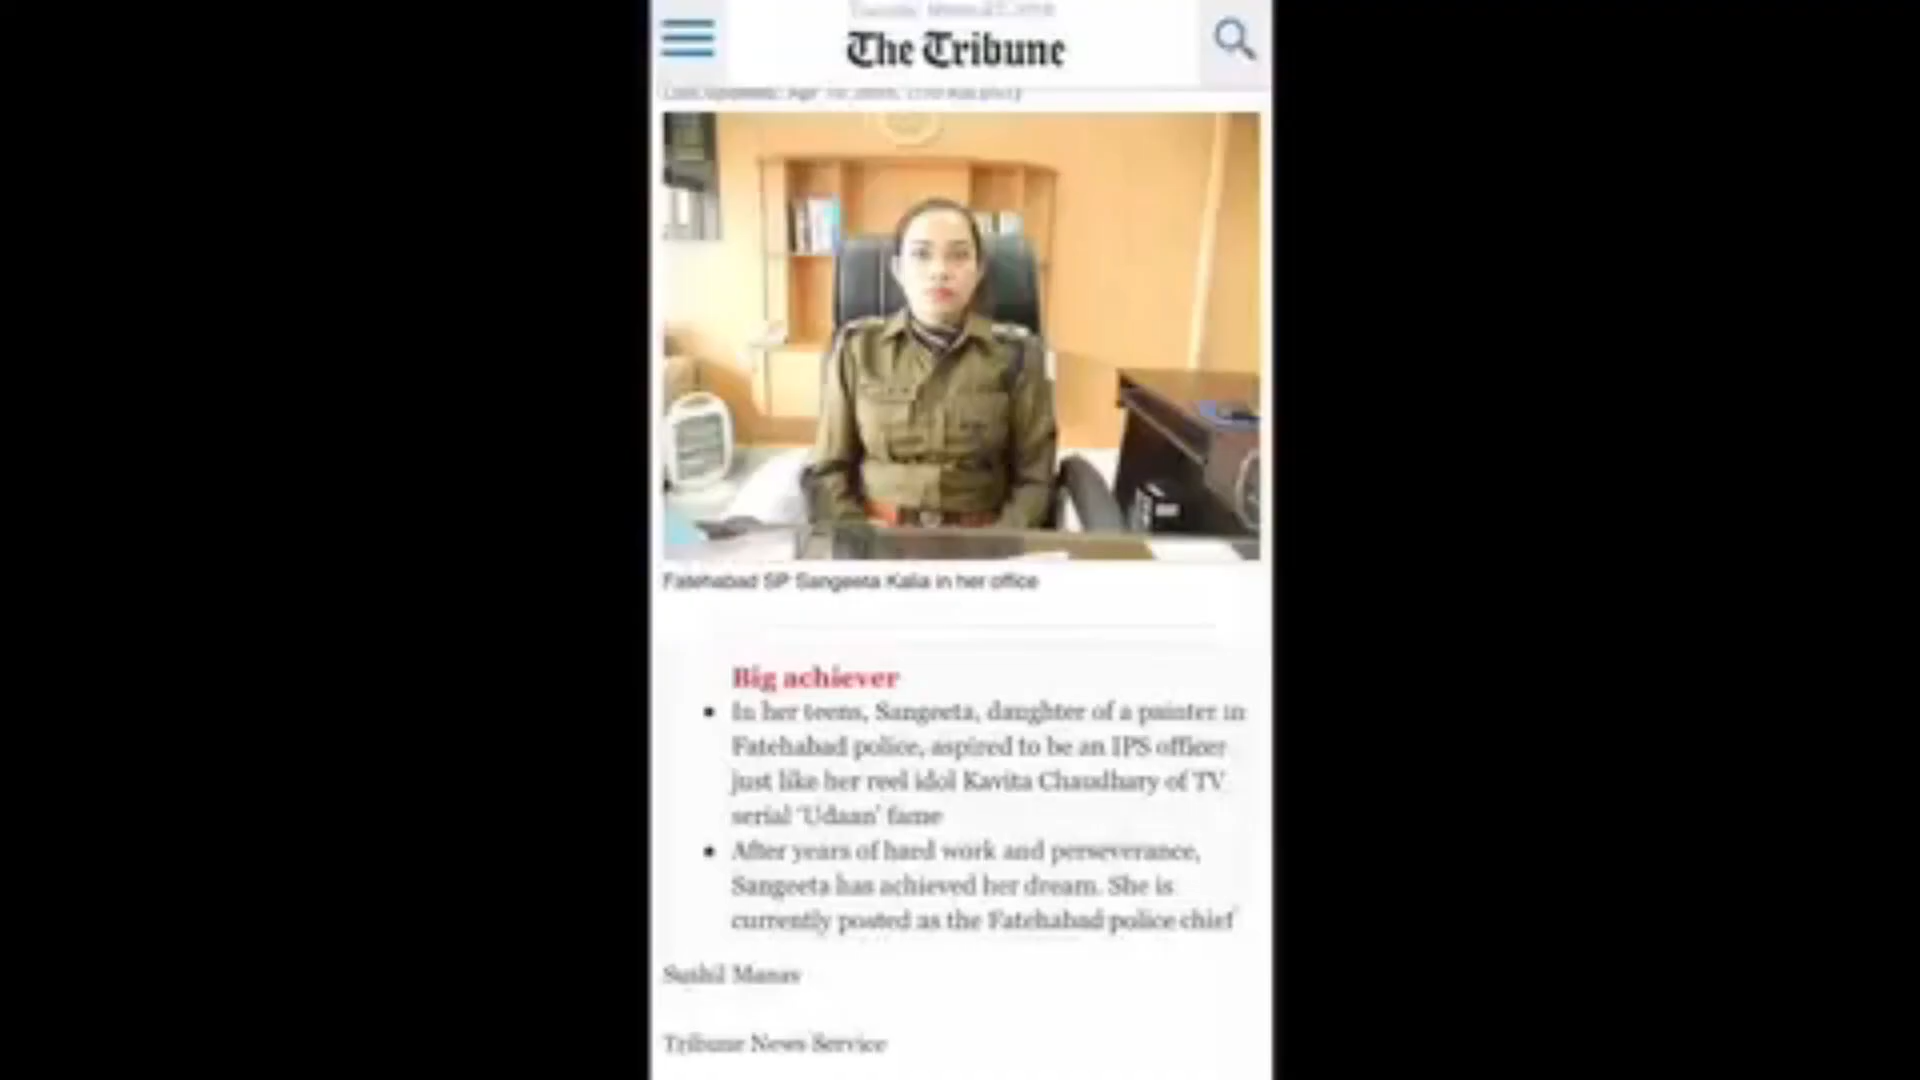 The Tribune
Fatehabad SP Sangeeta Kalia in her office
Big achiever
In her teens, Sangeeta, daughter of a painter in
Fatehabad police, aspired to be an IPS officer
just like her reel idol Kavita Chaudhary of TV
serial 'Udaan' fame
After years of hard work and perseverance,
Sangeeta has achieved her dream. She is
currently posted as the Fatehabad police chief
Sushil Manav
Tribune News Service